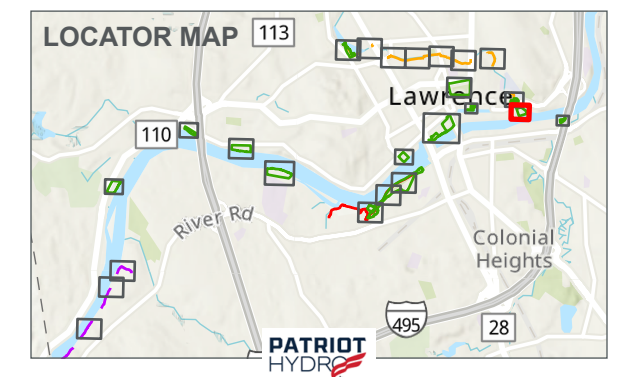 LOCATOR MAP
113
Lawrence
110
River Rd
Colonial
Heights
495
28
PATRIOT
HYDRO